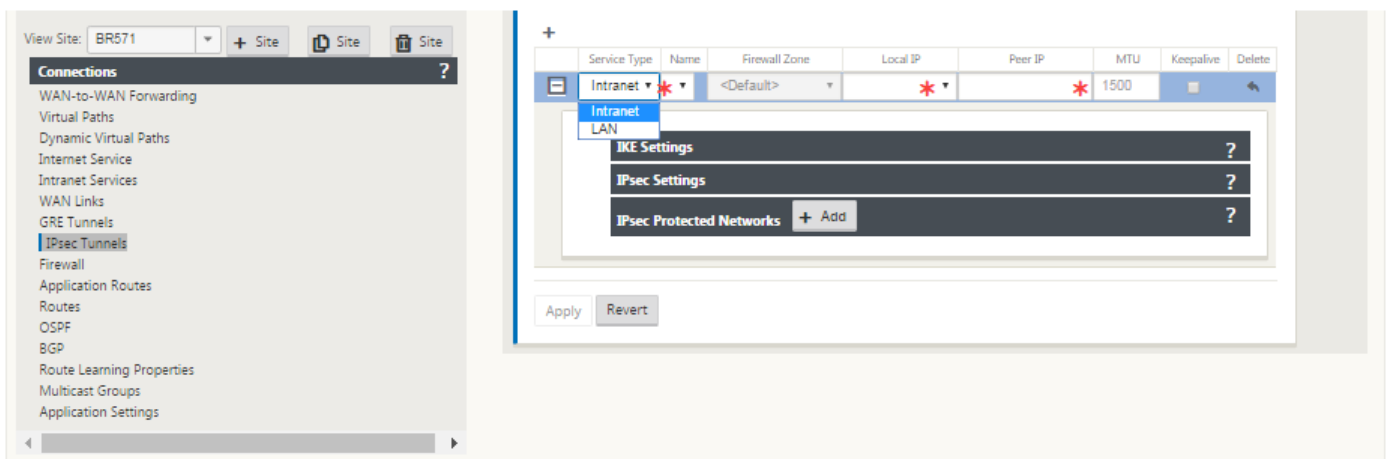 View Site: BR571 + Site Site Site
Connections ?
WAN-to-WAN Forwarding
Virtual Paths
Dynamic Virtual Paths
Internet Service
Intranet Services
WAN Links
GRE Tunnels
IPsec Tunnels
Firewall
Application Routes
Routes
OSPF
BGP
Route Learning Properties
Multicast Groups
Application Settings
+
Service Type Name Firewall Zone Local IP Peer IP MTU Keepalive Delete
Intranet * <Default> * * 1500
Intranet
LAN
IKE Settings ?
IPsec Settings ?
IPsec Protected Networks + Add ?
Apply Revert